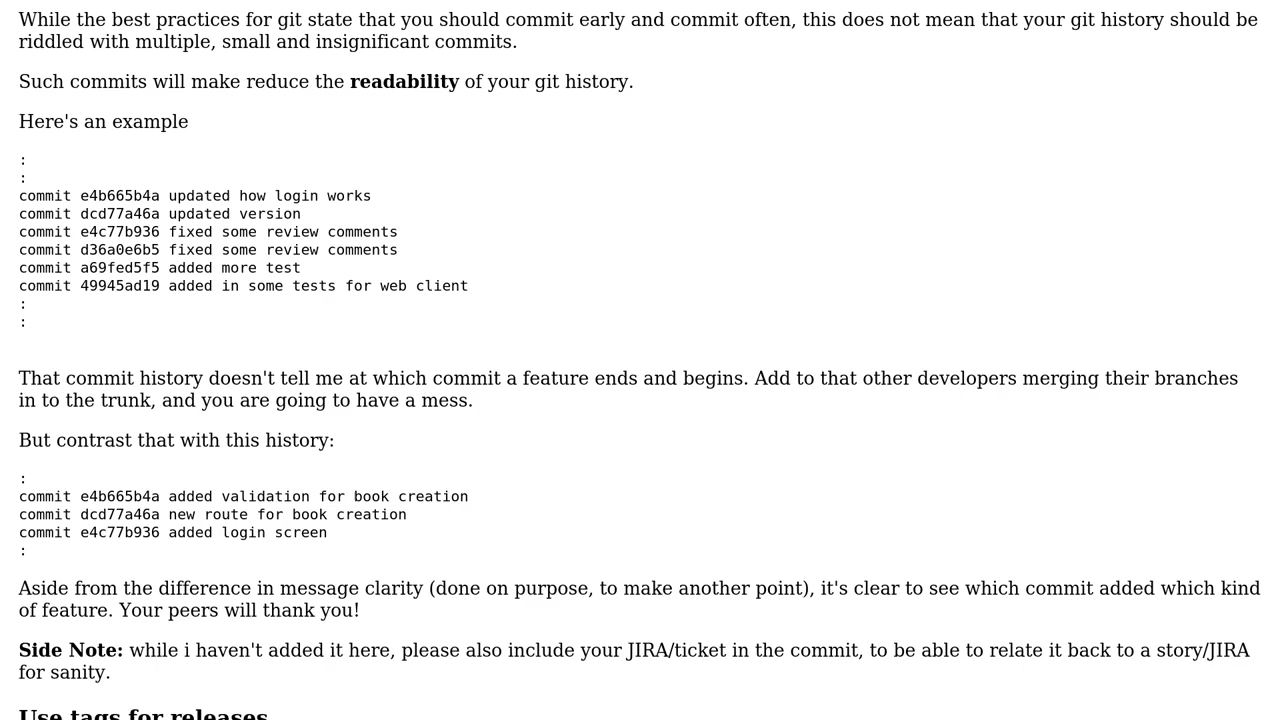 While the best practices for git state that you should commit early and commit often, this does not mean that your git history should be
riddled with multiple, small and insignificant commits.
Such commits will make reduce the readability of your git history.
Here's an example
:
:
commit e4b665b4a updated how login works
commit dcd77a46a updated version
commit e4c77b936 fixed some review comments
commit d36a0e6b5 fixed some review comments
commit a69fed5f5 added more test
commit 49945ad19 added in some tests for web client
:
:
That commit history doesn't tell me at which commit a feature ends and begins. Add to that other developers merging their branches
in to the trunk, and you are going to have a mess.
But contrast that with this history:
:
commit e4b665b4a added validation for book creation
commit dcd77a46a new route for book creation
commit e4c77b936 added login screen
:
Aside from the difference in message clarity (done on purpose, to make another point), it's clear to see which commit added which kind
of feature. Your peers will thank you!
Side Note: while i haven't added it here, please also include your JIRA/ticket in the commit, to be able to relate it back to a story/JIRA
for sanity.
Use tags for releases